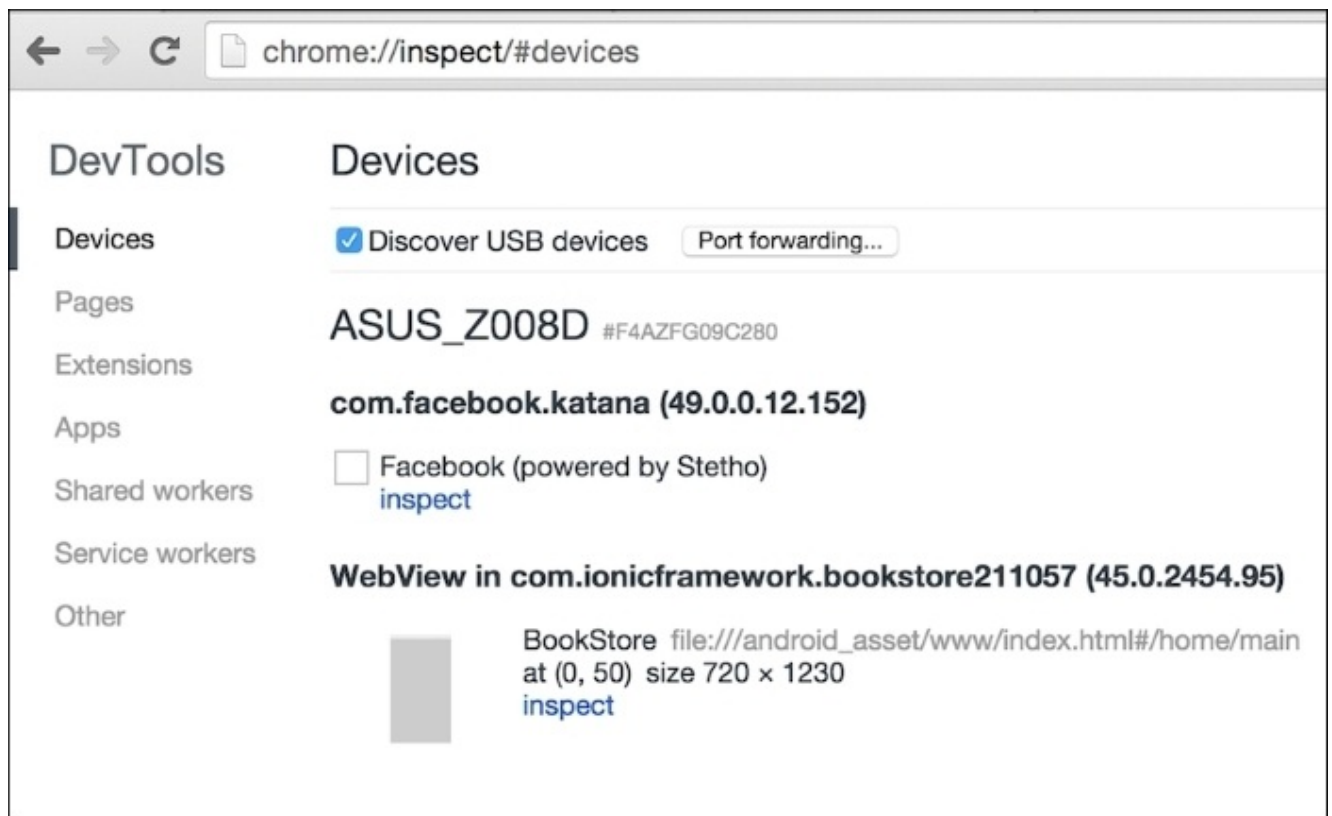 chrome://inspect/#devices
DevTools
Devices
Pages
Extensions
Apps
Shared workers
Service workers
Other
Devices
Discover USB devices Port forwarding...
ASUS_Z008D #F4AZFG09C280
com.facebook.katana (49.0.0.12.152)
Facebook (powered by Stetho)
inspect
WebView in com.ionicframework.bookstore211057 (45.0.2454.95)
BookStore file:///android_asset/www/index.html#/home/main
at (0, 50) size 720 × 1230
inspect